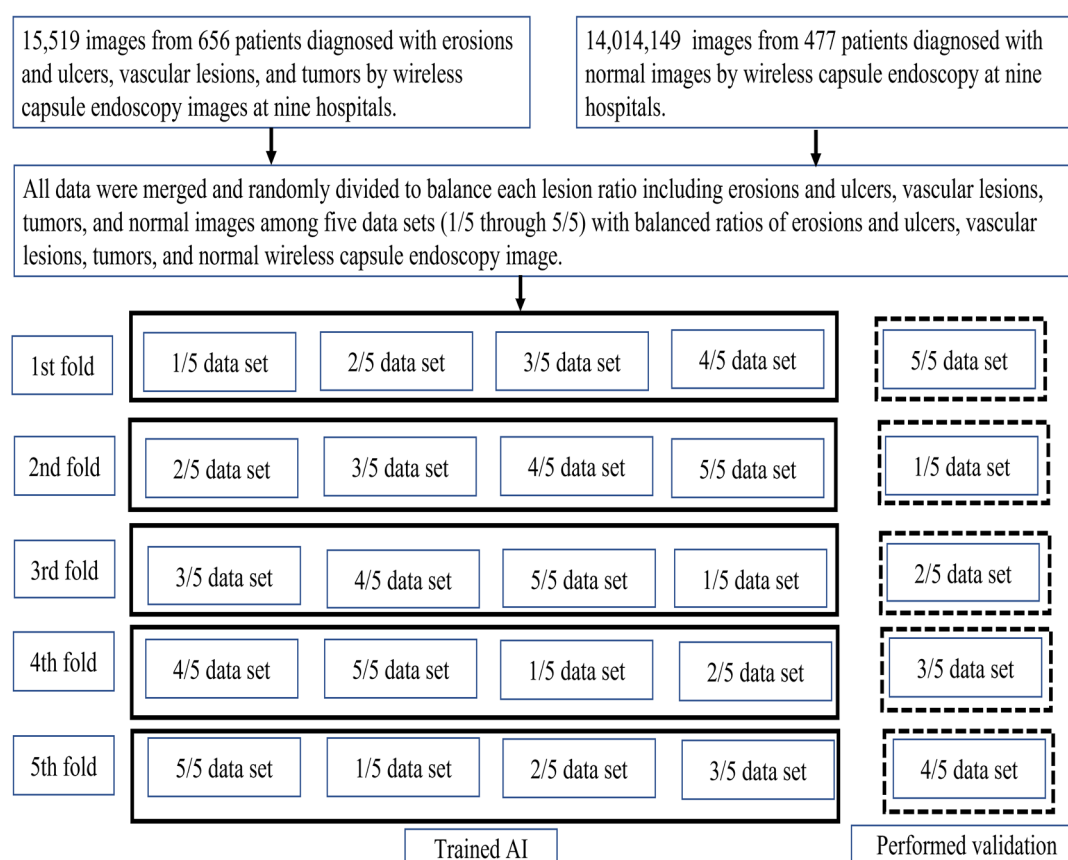 15,519 images from 656 patients diagnosed with erosions
and ulcers, vascular lesions, and tumors by wireless
capsule endoscopy images at nine hospitals.
14,014,149 images from 477 patients diagnosed with
normal images by wireless capsule endoscopy at nine
hospitals.
All data were merged and randomly divided to balance each lesion ratio including erosions and ulcers, vascular lesions,
tumors, and normal images among five data sets (1/5 through 5/5) with balanced ratios of erosions and ulcers, vascular
lesions, tumors, and normal wireless capsule endoscopy image.
1st fold 1/5 data set 2/5 data set 3/5 data set 4/5 data set 5/5 data set
2nd fold 2/5 data set 3/5 data set 4/5 data set 5/5 data set 1/5 data set
3rd fold 3/5 data set 4/5 data set 5/5 data set 1/5 data set 2/5 data set
4th fold 4/5 data set 5/5 data set 1/5 data set 2/5 data set 3/5 data set
5th fold 5/5 data set 1/5 data set 2/5 data set 3/5 data set 4/5 data set
Trained AI Performed validation